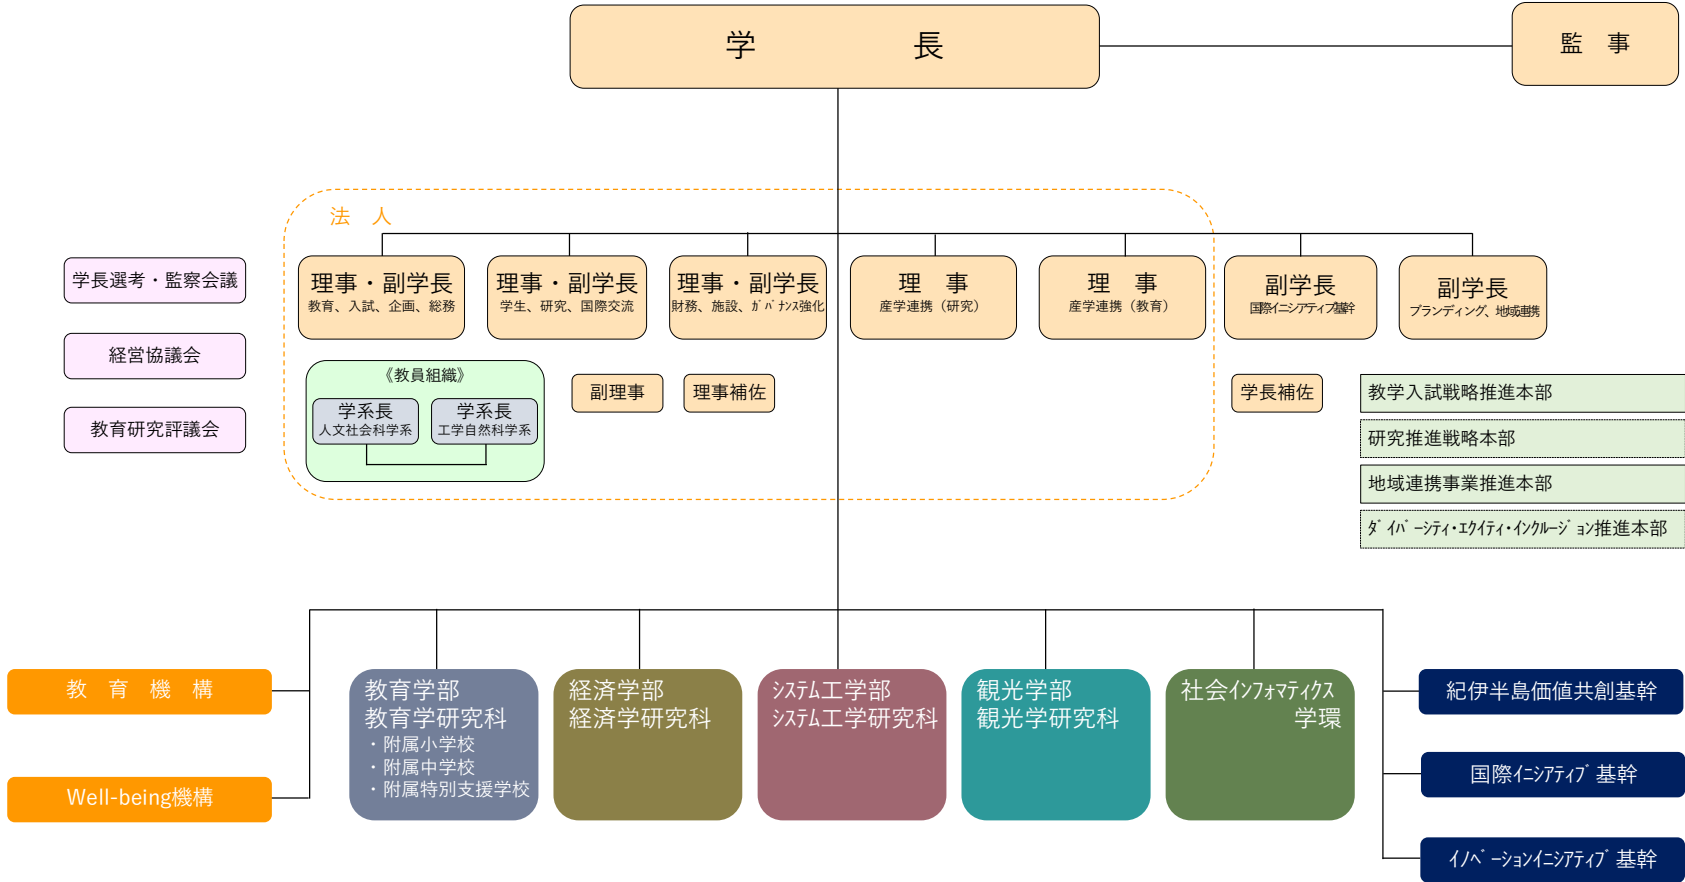 学長
監事
法人
学長選考・監察会議
経営協議会
教育研究評議会
理事・副学長
教育、入試、企画、総務
理事・副学長
学生、研究、国際交流
理事・副学長
財務、施設、ｶﾞﾊﾞﾅﾝｽ強化
理事
産学連携（研究）
理事
産学連携（教育）
副学長
国際イニシアティブ基幹
副学長
ブランディング、地域連携
《教員組織》
学系長
人文社会科学系
学系長
工学自然科学系
副理事
理事補佐
学長補佐
教学入試戦略推進本部
研究推進戦略本部
地域連携事業推進本部
ﾀﾞｲﾊﾞｰｼﾃｨ･ｴｸｲﾃｨ･ｲﾝｸﾙｰｼﾞｮﾝ推進本部
教育機構
Well-being機構
教育学部
教育学研究科
・附属小学校
・附属中学校
・附属特別支援学校
経済学部
経済学研究科
ｼｽﾃﾑ工学部
ｼｽﾃﾑ工学研究科
観光学部
観光学研究科
社会ｲﾝﾌｫﾏﾃｨｸｽ
学環
紀伊半島価値共創基幹
国際ｲﾆｼｱﾃｨﾌﾞ基幹
ｲﾉﾍﾞｰｼｮﾝｲﾆｼｱﾃｨﾌﾞ基幹